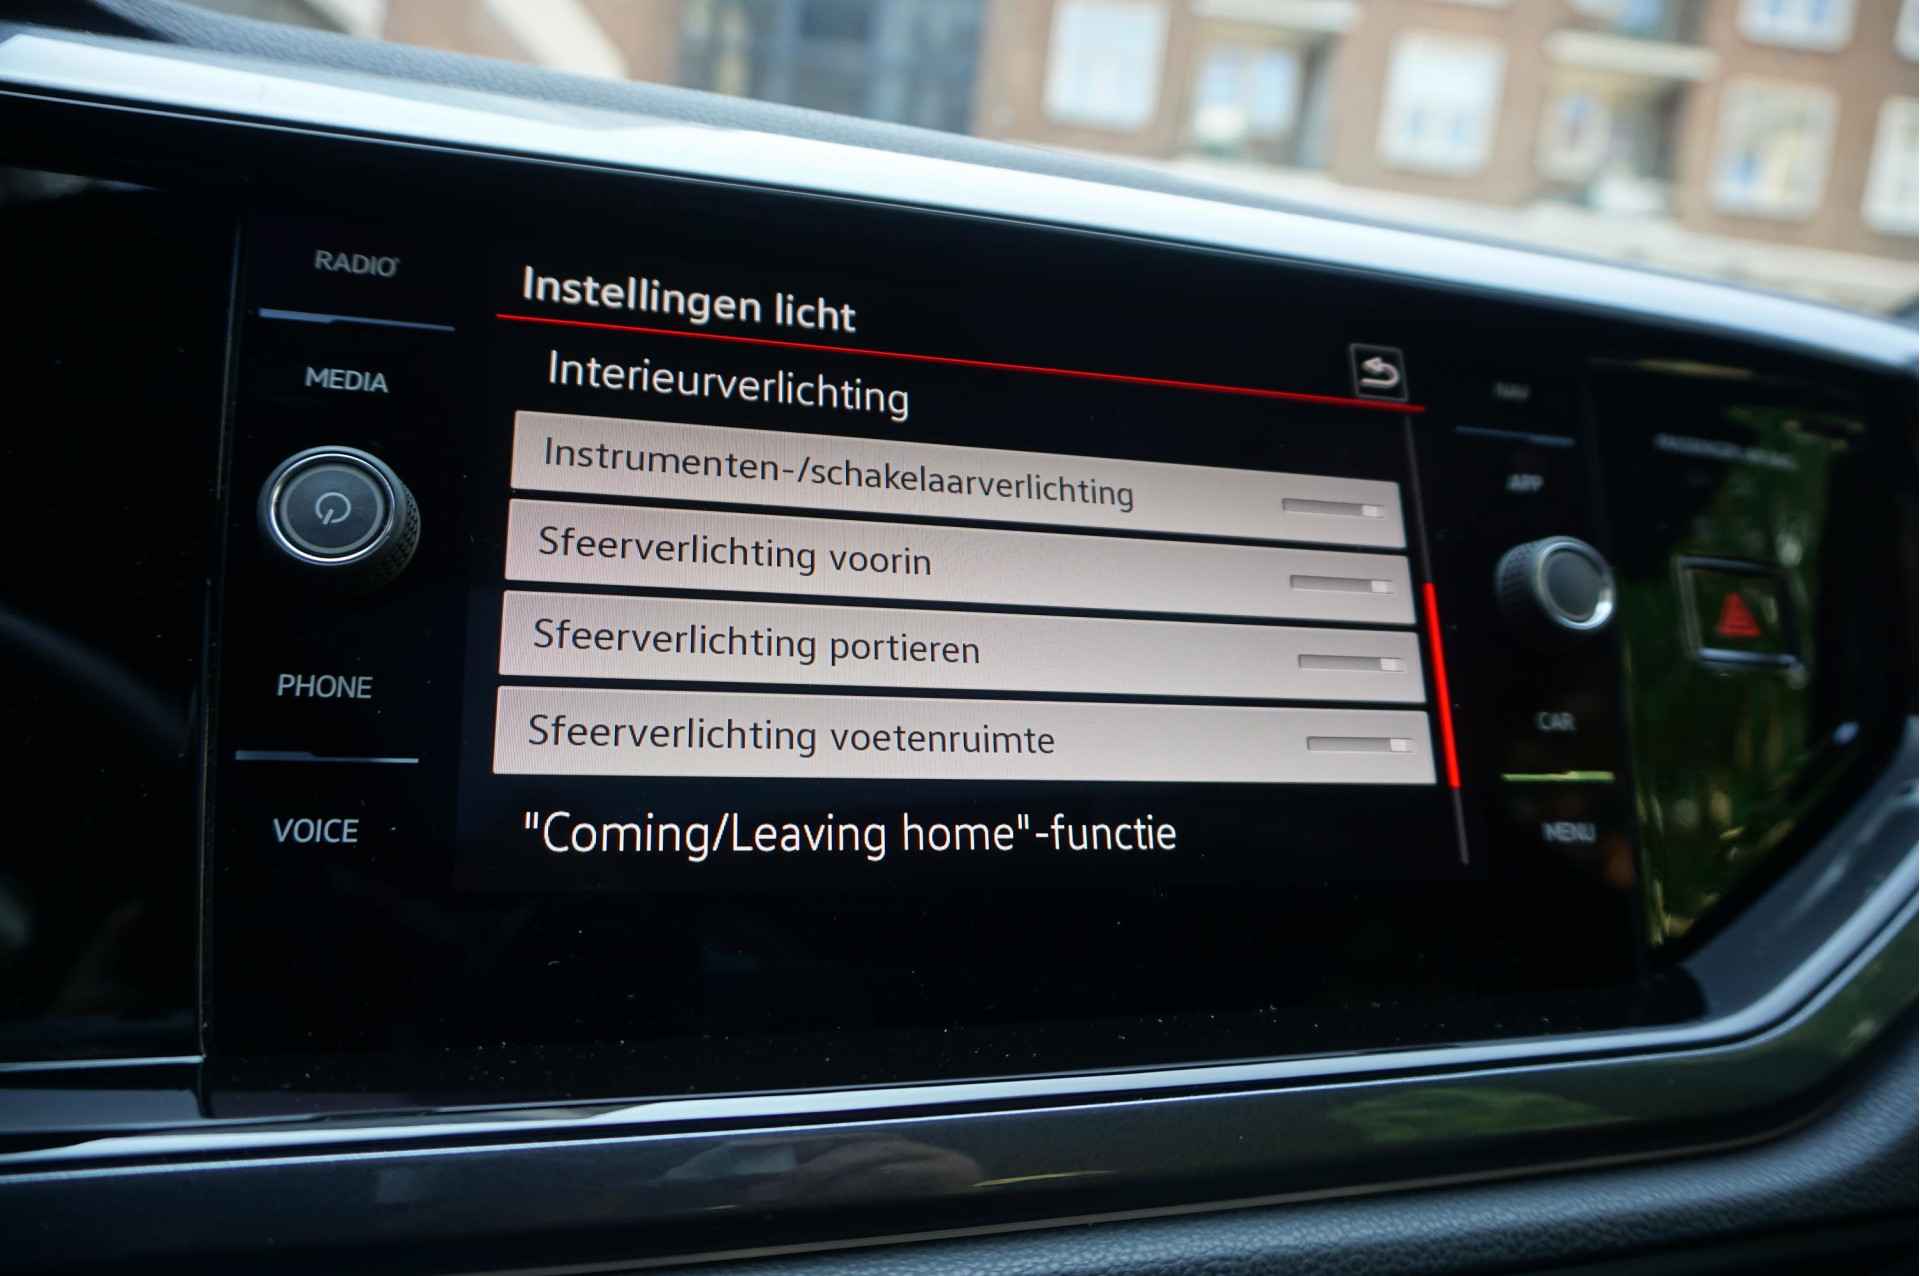 RADIO
MEDIA
PHONE
VOICE
Instellingen licht
Interieurverlichting
Instrumenten-/schakelaarverlichting
Sfeerverlichting voorin
Sfeerverlichting portieren
Sfeerverlichting voetenruimte
"Coming/Leaving home"-functie
NAV
APP
CAR
MENU